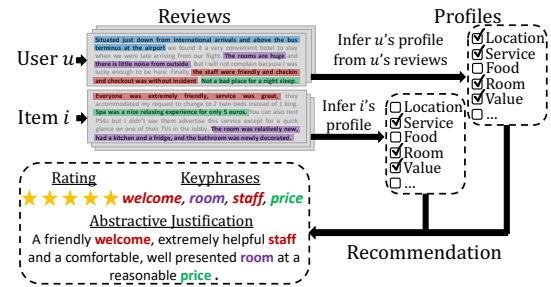 Reviews
Profiles
User u
Situated just down from international arrivals and above the bus
terminus at the airport we found it a very convenient hotel to stay
when we were late arriving from our flight. The rooms are huge and
there is little noise from outside. But i will not complain because I was
lucky enough to be here. Finally, the staff were friendly and checkin
and checkout was without incident. Not a bad place for a night sleep.
Infer u's profile
from u's reviews
Location
Service
Food
Room
Value
...
Item i
Everyone was extremely friendly, service was great, they
accommodated my request to change to 2 twin beds instead of 1 king.
Spa was a nice relaxing experience for only 5 euros. You can also rent
PS4s but I didn't see them advertise this service except for a quick
glance on one of their TVs in the lobby. The room was relatively new,
had a kitchen and a fridge, and the bathroom was newly decorated.
Infer i's
profile
Location
Service
Food
Room
Value
...
Rating
Keyphrases
welcome, room, staff, price
Abstractive Justification
A friendly welcome, extremely helpful staff
and a comfortable, well presented room at a
reasonable price .
Recommendation